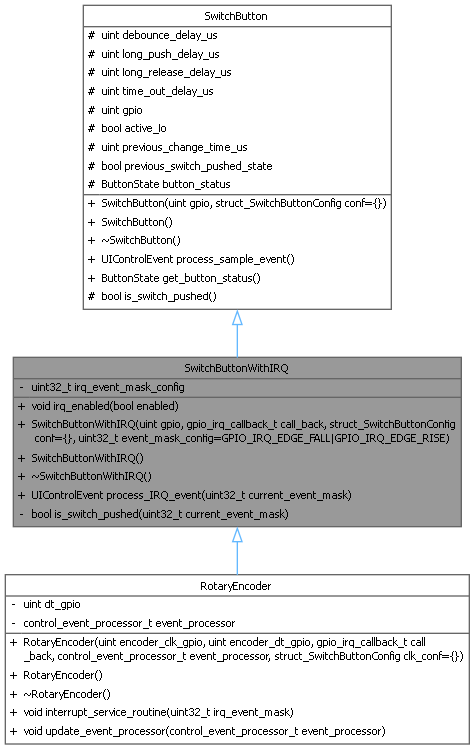 SwitchButton
# uint debounce_delay_us
# uint long_push_delay_us
# uint long_release_delay_us
# uint time_out_delay_us
# uint gpio
# bool active_lo
# uint previous_change_time_us
# bool previous_switch_pushed_state
# ButtonState button_status
+ SwitchButton(uint gpio, struct_SwitchButtonConfig conf={})
+ SwitchButton()
+ ~SwitchButton()
+ UIControlEvent process_sample_event()
+ ButtonState get_button_status()
# bool is_switch_pushed()
SwitchButtonWithIRQ
- uint32_t irq_event_mask_config
+ void irq_enabled(bool enabled)
+ SwitchButtonWithIRQ(uint gpio, gpio_irq_callback_t call_back, struct_SwitchButtonConfig
conf={}, uint32_t event_mask_config=GPIO_IRQ_EDGE_FALL|GPIO_IRQ_EDGE_RISE)
+ SwitchButtonWithIRQ()
+ ~SwitchButtonWithIRQ()
+ UIControlEvent process_IRQ_event(uint32_t current_event_mask)
- bool is_switch_pushed(uint32_t current_event_mask)
RotaryEncoder
- uint dt_gpio
- control_event_processor_t event_processor
+ RotaryEncoder(uint encoder_clk_gpio, uint encoder_dt_gpio, gpio_irq_callback_t call
_back, control_event_processor_t event_processor, struct_SwitchButtonConfig clk_conf={})
+ RotaryEncoder()
+ ~RotaryEncoder()
+ void interrupt_service_routine(uint32_t irq_event_mask)
+ void update_event_processor(control_event_processor_t event_processor)